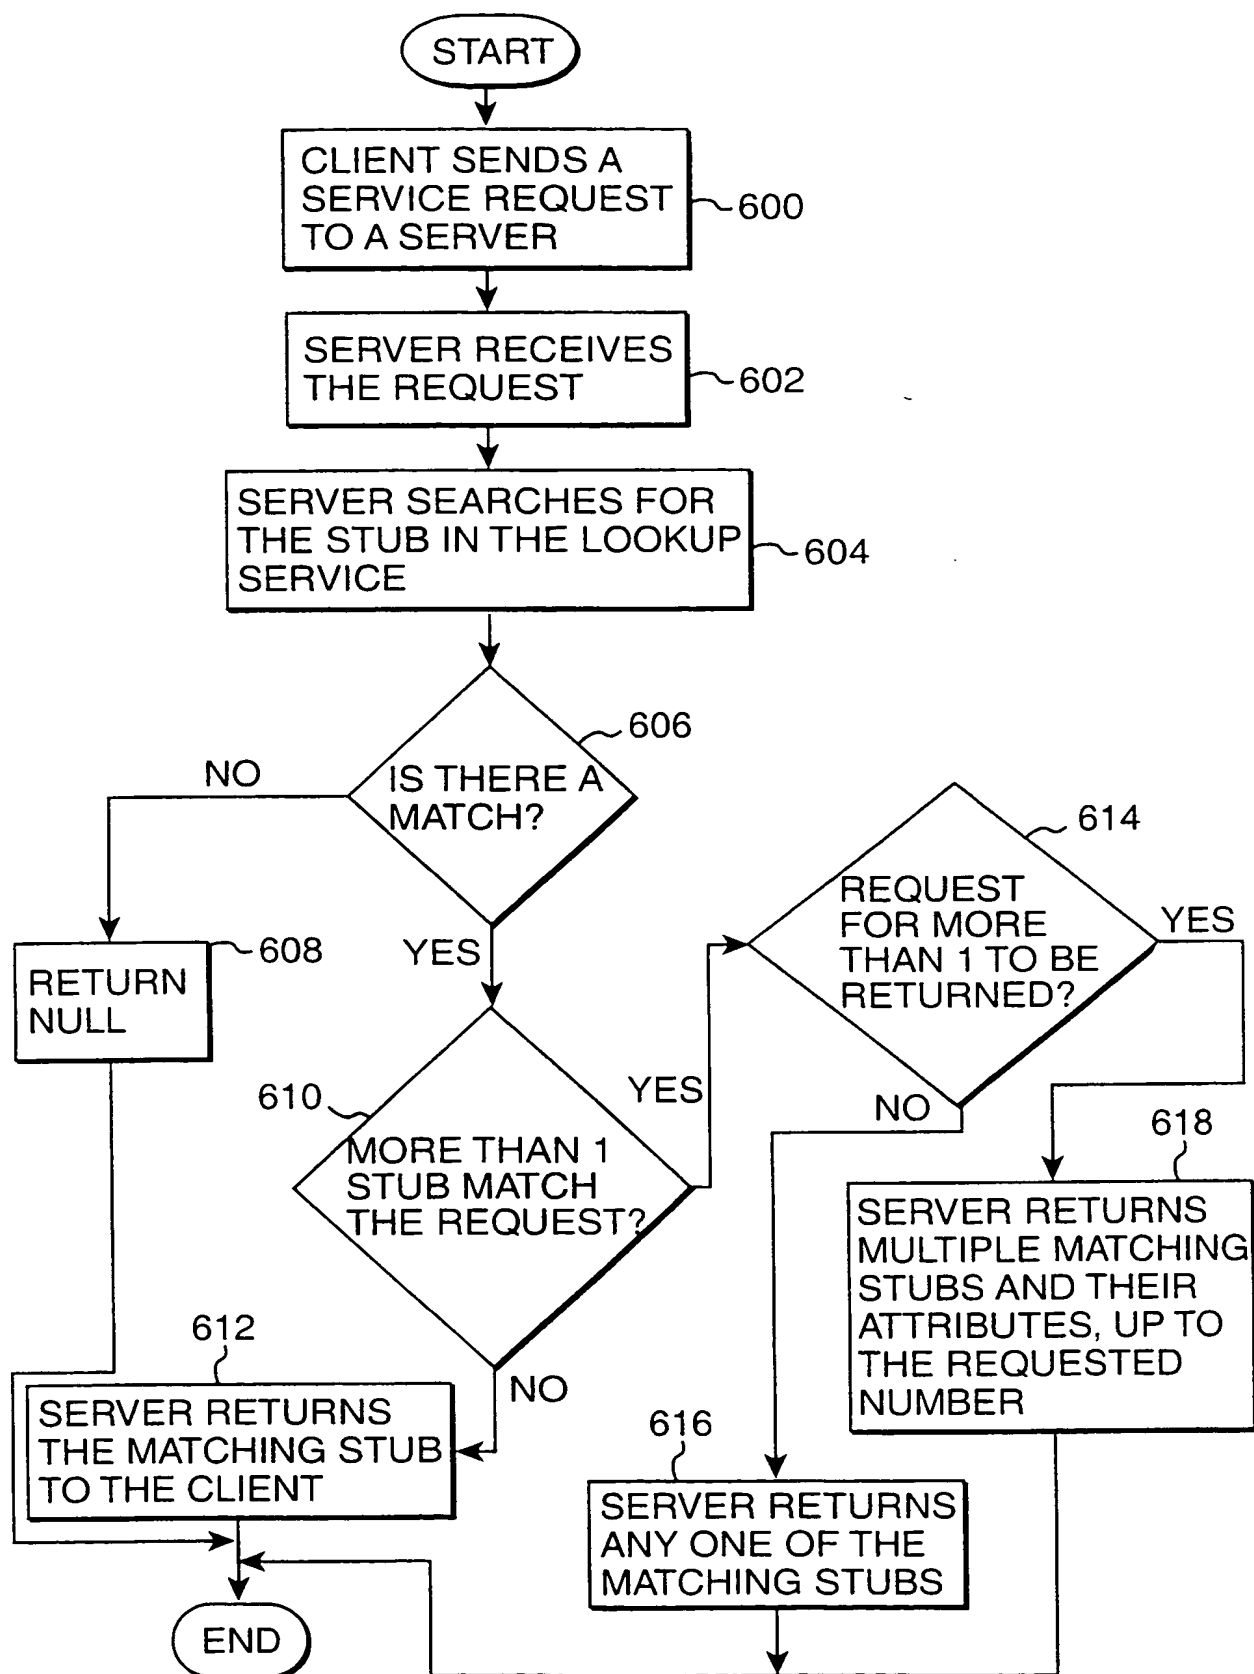 START
CLIENT SENDS A
SERVICE REQUEST
TO A SERVER
600
SERVER RECEIVES
THE REQUEST
602
SERVER SEARCHES FOR
THE STUB IN THE LOOKUP
SERVICE
604
606
IS THERE A
MATCH?
NO
YES
608
RETURN
NULL
610
MORE THAN 1
STUB MATCH
THE REQUEST?
YES
NO
612
SERVER RETURNS
THE MATCHING STUB
TO THE CLIENT
614
REQUEST
FOR MORE
THAN 1 TO BE
RETURNED?
YES
NO
616
SERVER RETURNS
ANY ONE OF THE
MATCHING STUBS
618
SERVER RETURNS
MULTIPLE MATCHING
STUBS AND THEIR
ATTRIBUTES, UP TO
THE REQUESTED
NUMBER
END